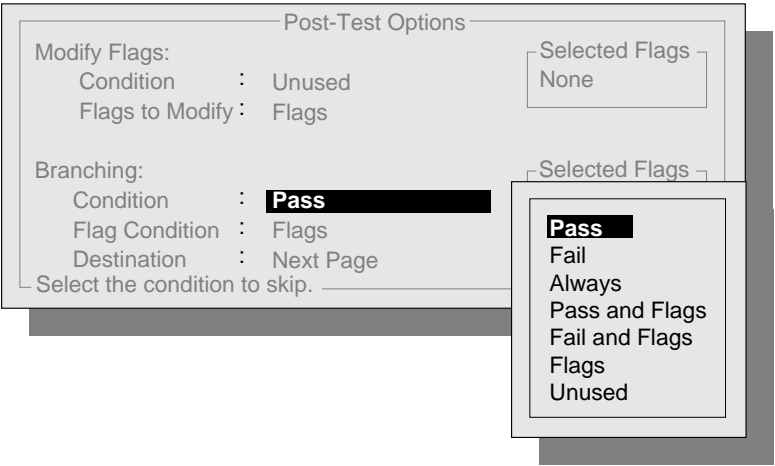 Post-Test Options
Modify Flags:
Selected Flags
Condition : Unused
None
Flags to Modify : Flags
Branching:
Selected Flags
Condition : Pass
Flag Condition : Flags
Destination : Next Page
Select the condition to skip.
Pass
Fail
Always
Pass and Flags
Fail and Flags
Flags
Unused